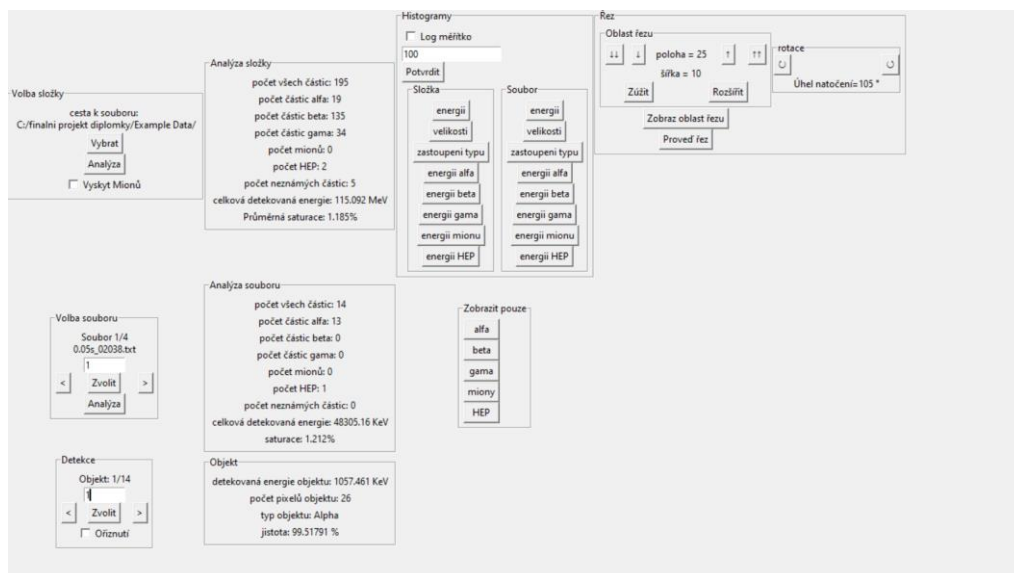 Volba složky
cesta k souboru:
C:/finalni projekt diplomky/Example Data/
Vybrat
Analýza
Vyskyt Mionů
Analýza složky
počet všech částic: 195
počet částic alfa: 19
počet částic beta: 135
počet částic gama: 34
počet mionů: 0
počet HEP: 2
počet neznámých částic: 5
celková detekovaná energie: 115.092 MeV
Průměrná saturace: 1.185%
Histogramy
Log měřítko
100
Potvrdit
Složka
energii
velikosti
zastoupeni typu
energii alfa
energii beta
energii gama
energii mionu
energii HEP
Soubor
energii
velikosti
zastoupeni typu
energii alfa
energii beta
energii gama
energii mionu
energii HEP
Řez
Oblast řezu
↓↓ ↓ poloha = 25 ↑ ↑↑
šířka = 10
Zúžit Rozšířit
rotace
↻ ↺
Úhel natočení= 105 °
Zobraz oblast řezu
Proveď řez
Volba souboru
Soubor 1/4
0.05s_02038.txt
1
< Zvolit >
Analýza
Analýza souboru
počet všech částic: 14
počet částic alfa: 13
počet částic beta: 0
počet částic gama: 0
počet mionů: 0
počet HEP: 1
počet neznámých částic: 0
celková detekovaná energie: 48305.16 KeV
saturace: 1.212%
Zobrazit pouze
alfa
beta
gama
miony
HEP
Detekce
Objekt: 1/14
1
< Zvolit >
Oříznutí
Objekt
detekovaná energie objektu: 1057.461 KeV
počet pixelů objektu: 26
typ objektu: Alpha
jistota: 99.51791 %